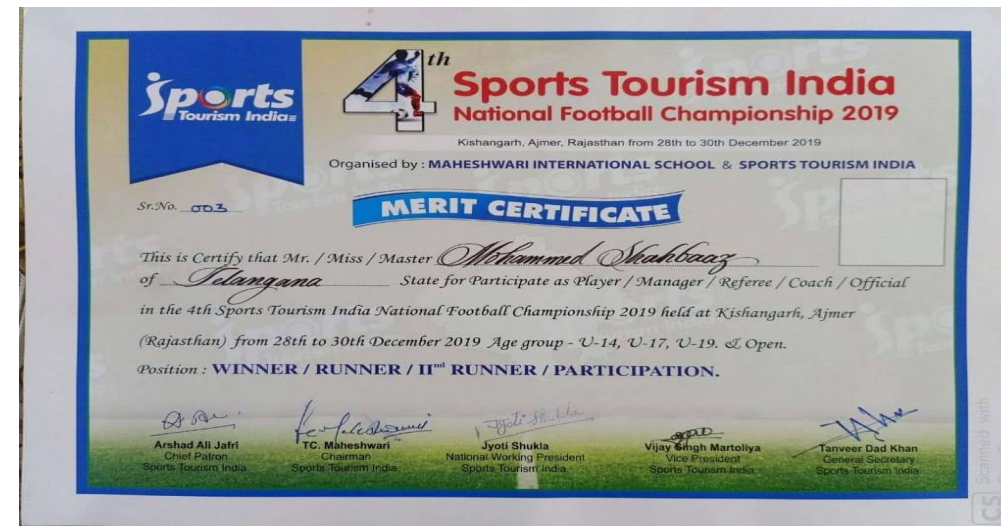 4th
Sports Tourism India
National Football Championship 2019
Sports
Tourism India
Kishangarh, Ajmer, Rajasthan from 28th to 30th December 2019
Organised by : MAHESHWARI INTERNATIONAL SCHOOL & SPORTS TOURISM INDIA
Sr.No. 003
MERIT CERTIFICATE
This is Certify that Mr. / Miss / Master Mohammed Shahbaaz
of Telangana State for Participate as Player / Manager / Referee / Coach / Official
in the 4th Sports Tourism India National Football Championship 2019 held at Kishangarh, Ajmer
(Rajasthan) from 28th to 30th December 2019 Age group - U-14, U-17, U-19. & Open.
Position : WINNER / RUNNER / IInd RUNNER / PARTICIPATION.
Arshad Ali Jafri
Chief Patron
Sports Tourism India
TC. Maheshwari
Chairman
Sports Tourism India
Jyoti Shukla
National Working President
Sports Tourism India
Vijay Singh Martoliya
Vice President
Sports Tourism India
Tanveer Dad Khan
General Secretary
Sports Tourism India
CS Scanned with